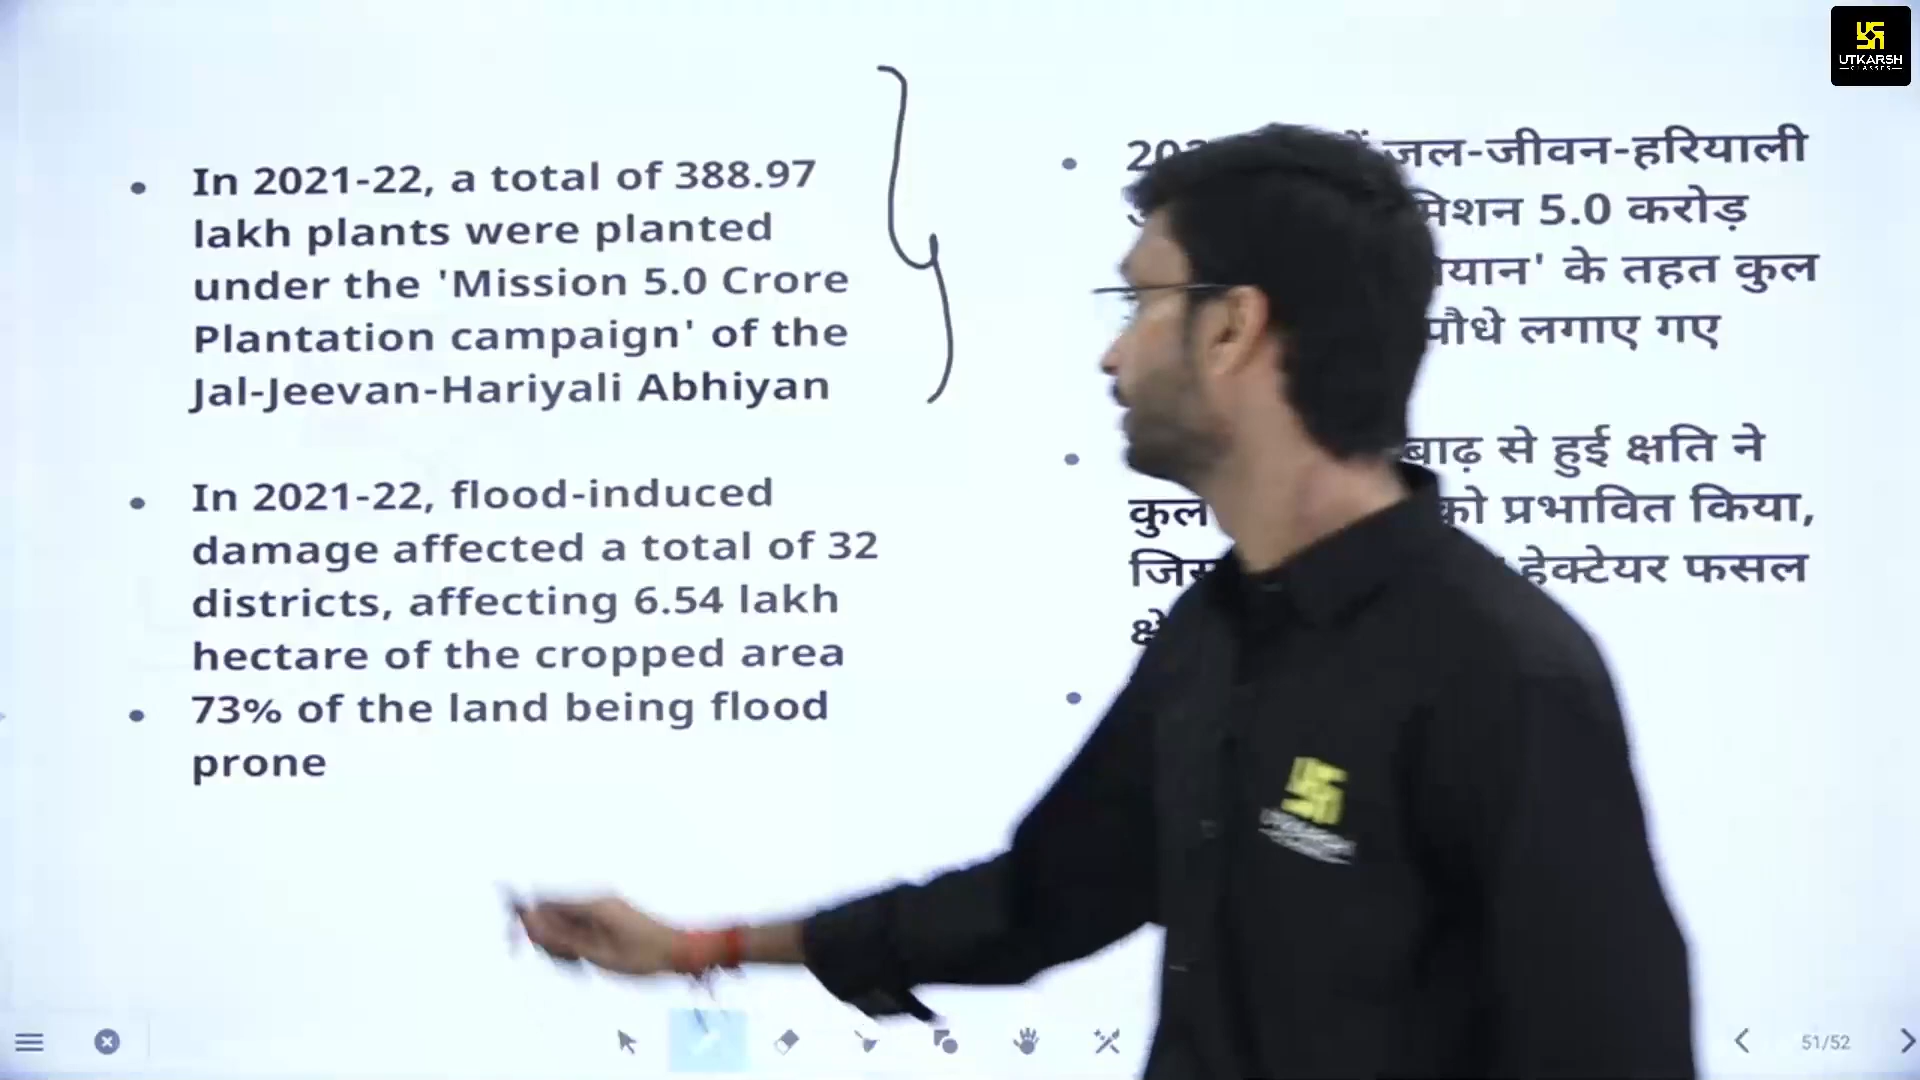 UTKARSH
CLASSES
In 2021-22, a total of 388.97
lakh plants were planted
under the 'Mission 5.0 Crore
Plantation campaign' of the
Jal-Jeevan-Hariyali Abhiyan
In 2021-22, flood-induced
damage affected a total of 32
districts, affecting 6.54 lakh
hectare of the cropped area
73% of the land being flood
prone
जल-जीवन-हरियाली
मिशन 5.0 करोड़
के तहत कुल
पौधे लगाए गए
बाढ़ से हुई क्षति ने
कुल को प्रभावित किया,
हेक्टेयर फसल
51/52